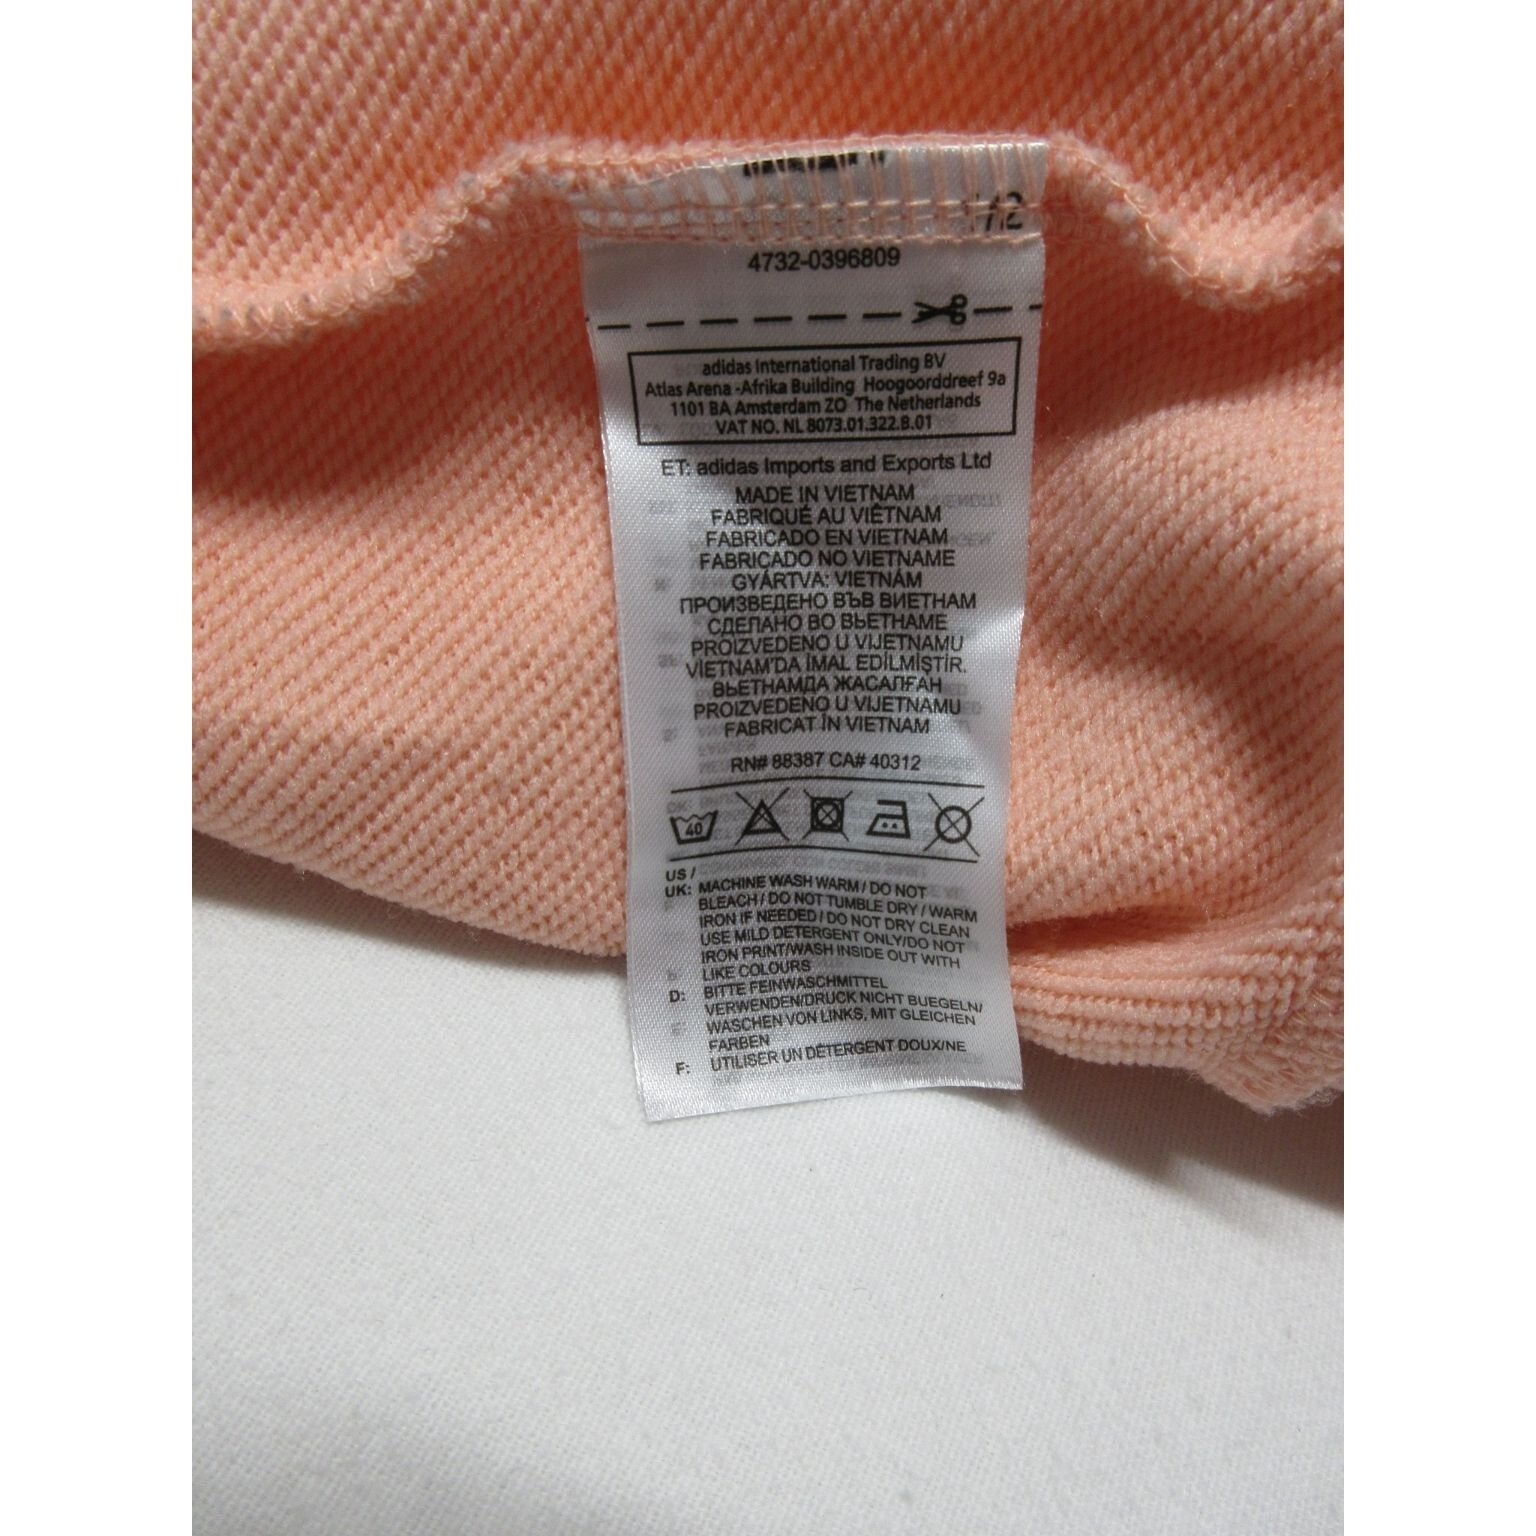 /12
4732-0396809
adidas International Trading BV
Atlas Arena -Afrika Building Hoogoorddreef 9a
1101 BA Amsterdam ZO The Netherlands
VAT NO. NL 8073.01.322.B.01
ET: adidas Imports and Exports Ltd
MADE IN VIETNAM
FABRIQUÉ AU VIÊTNAM
FABRICADO EN VIETNAM
FABRICADO NO VIETNAME
GYÁRTVA: VIETNÁM
ПРОИЗВЕДЕНО ВЪВ ВИЕТНАМ
СДЕЛАНО ВО ВЬЕТНАМЕ
PROIZVEDENO U VIJETNAMU
VIETNAM'DA İMAL EDİLMİŞTİR.
ВЬЕТНАМДА ЖАСАЛҒАН
PROIZVEDENO U VIJETNAMU
FABRICAT ÎN VIETNAM
RN# 88387 CA# 40312
40
US /
UK: MACHINE WASH WARM / DO NOT
BLEACH / DO NOT TUMBLE DRY / WARM
IRON IF NEEDED / DO NOT DRY CLEAN
USE MILD DETERGENT ONLY/DO NOT
IRON PRINT/WASH INSIDE OUT WITH
LIKE COLOURS
D: BITTE FEINWASCHMITTEL
VERWENDEN/DRUCK NICHT BUEGELN/
WASCHEN VON LINKS, MIT GLEICHEN
FARBEN
F: UTILISER UN DÉTERGENT DOUX/NE